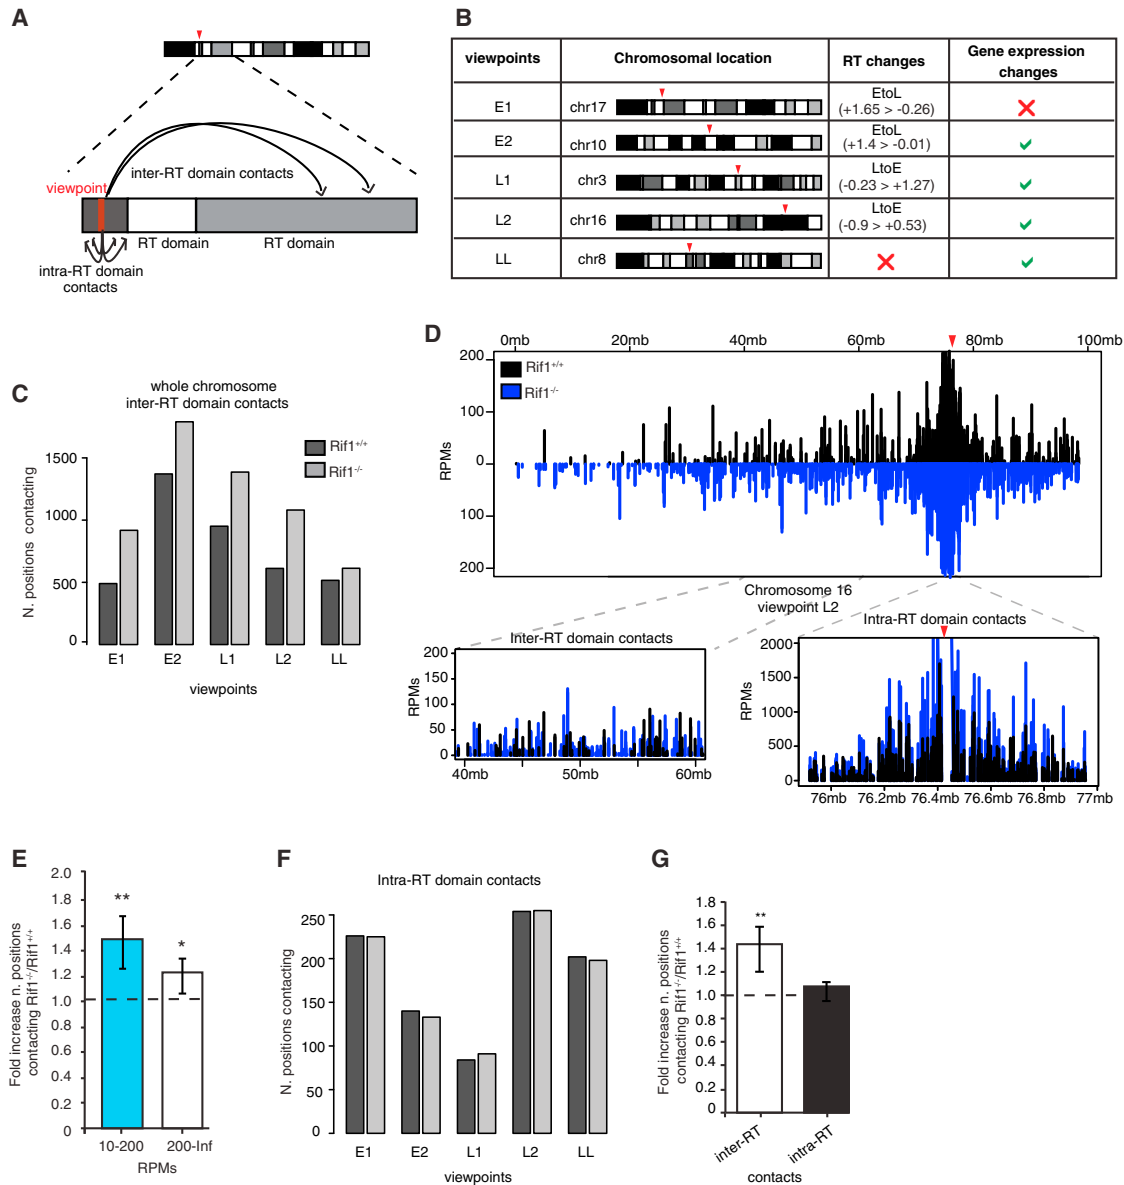 A
viewpoint
inter-RT domain contacts
RT domain
RT domain
intra-RT domain
contacts
B
viewpoints
Chromosomal location
RT changes
Gene expression
changes
E1
chr17
EtoL
(+1.65 > -0.26)
E2
chr10
EtoL
(+1.4 > -0.01)
L1
chr3
LtoE
(-0.23 > +1.27)
L2
chr16
LtoE
(-0.9 > +0.53)
LL
chr8
C
whole chromosome
inter-RT domain contacts
Rif1+/+
Rif1-/-
N. positions contacting
1500
1000
500
0
E1
E2
L1
L2
LL
viewpoints
D
0mb
20mb
40mb
60mb
80mb
100mb
Rif1+/+
Rif1-/-
RPMs
200
100
0
100
200
Chromosome 16
viewpoint L2
Inter-RT domain contacts
RPMs
200
150
100
50
0
40mb
50mb
60mb
Intra-RT domain contacts
RPMs
2000
1000
500
0
76mb
76.2mb
76.4mb
76.6mb
76.8mb
77mb
E
Fold increase n. positions
contacting Rif1-/-/Rif1+/+
2.0
1.8
1.6
1.4
1.2
1.0
0.8
0.6
0.4
0.2
0
**
*
10-200
200-Inf
RPMs
F
Intra-RT domain contacts
N. positions contacting
250
200
150
100
50
0
E1
E2
L1
L2
LL
viewpoints
G
Fold increase n. positions
contacting Rif1-/-/Rif1+/+
1.8
1.6
1.4
1.2
1.0
0.8
0.6
0.4
0.2
0
**
inter-RT
intra-RT
contacts